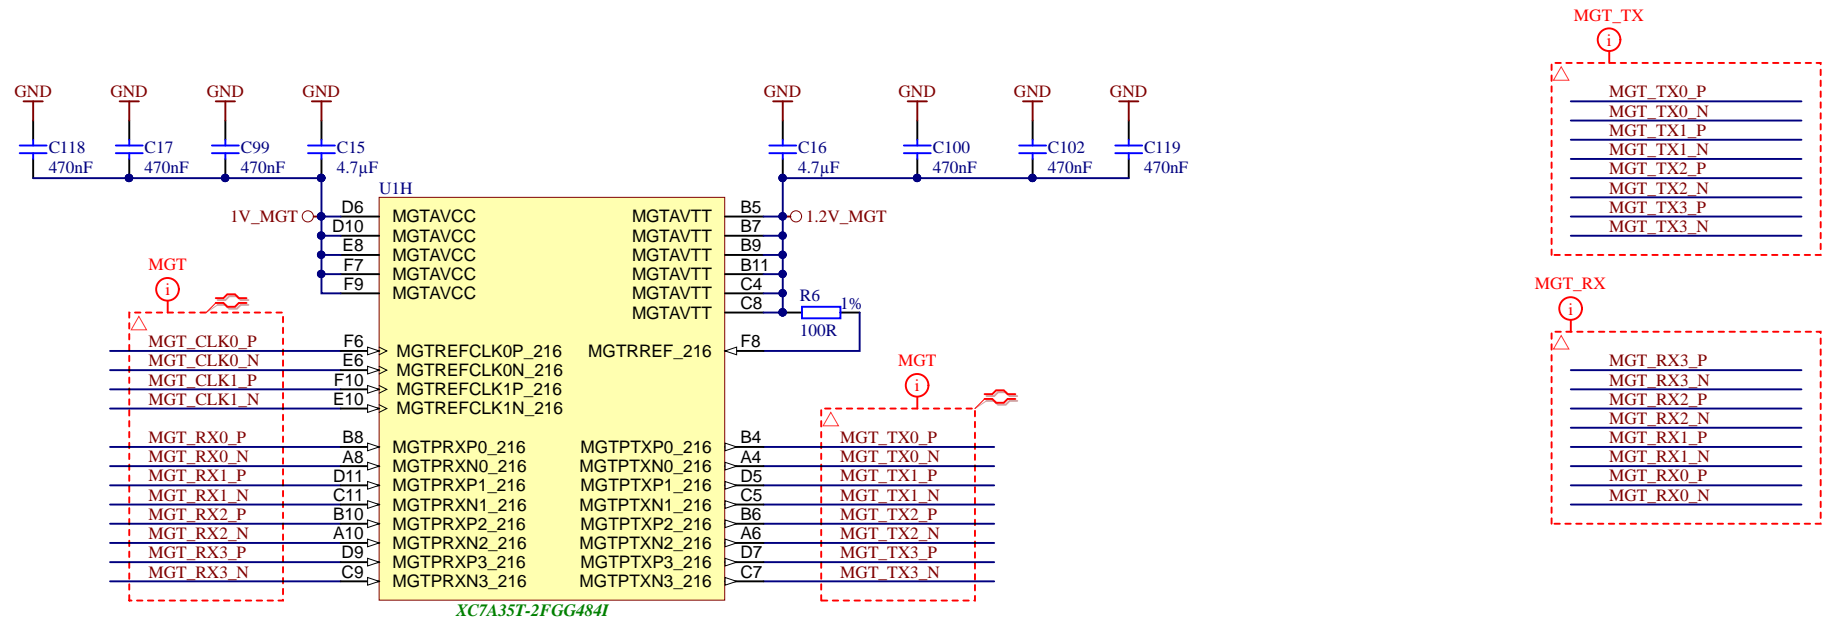 MGT_TX
i
GND GND GND GND GND GND GND GND
MGT_TX0_P
MGT_TX0_N
MGT_TX1_P
MGT_TX1_N
MGT_TX2_P
MGT_TX2_N
MGT_TX3_P
MGT_TX3_N
C118 C17 C99 C15 C16 C100 C102 C119
470nF 470nF 470nF 4.7µF 4.7µF 470nF 470nF 470nF
U1H
1V_MGT D6 MGTAVCC MGTAVTT B5 1.2V_MGT
D10 MGTAVCC MGTAVTT B7
E8 MGTAVCC MGTAVTT B9
F7 MGTAVCC MGTAVTT B11
F9 MGTAVCC MGTAVTT C4
MGTAVTT C8 R6 1%
100R
MGT
i
MGT_CLK0_P F6 MGTREFCLK0P_216 MGTRREF_216 F8
MGT_CLK0_N E6 MGTREFCLK0N_216
MGT_CLK1_P F10 MGTREFCLK1P_216
MGT_CLK1_N E10 MGTREFCLK1N_216
MGT
i
MGT_RX0_P B8 MGTPRXP0_216 MGTPTXP0_216 B4 MGT_TX0_P
MGT_RX0_N A8 MGTPRXN0_216 MGTPTXN0_216 A4 MGT_TX0_N
MGT_RX1_P D11 MGTPRXP1_216 MGTPTXP1_216 D5 MGT_TX1_P
MGT_RX1_N C11 MGTPRXN1_216 MGTPTXN1_216 C5 MGT_TX1_N
MGT_RX2_P B10 MGTPRXP2_216 MGTPTXP2_216 B6 MGT_TX2_P
MGT_RX2_N A10 MGTPRXN2_216 MGTPTXN2_216 A6 MGT_TX2_N
MGT_RX3_P D9 MGTPRXP3_216 MGTPTXP3_216 D7 MGT_TX3_P
MGT_RX3_N C9 MGTPRXN3_216 MGTPTXN3_216 C7 MGT_TX3_N
XC7A35T-2FGG484I
MGT_RX
i
MGT_RX3_P
MGT_RX3_N
MGT_RX2_P
MGT_RX2_N
MGT_RX1_P
MGT_RX1_N
MGT_RX0_P
MGT_RX0_N